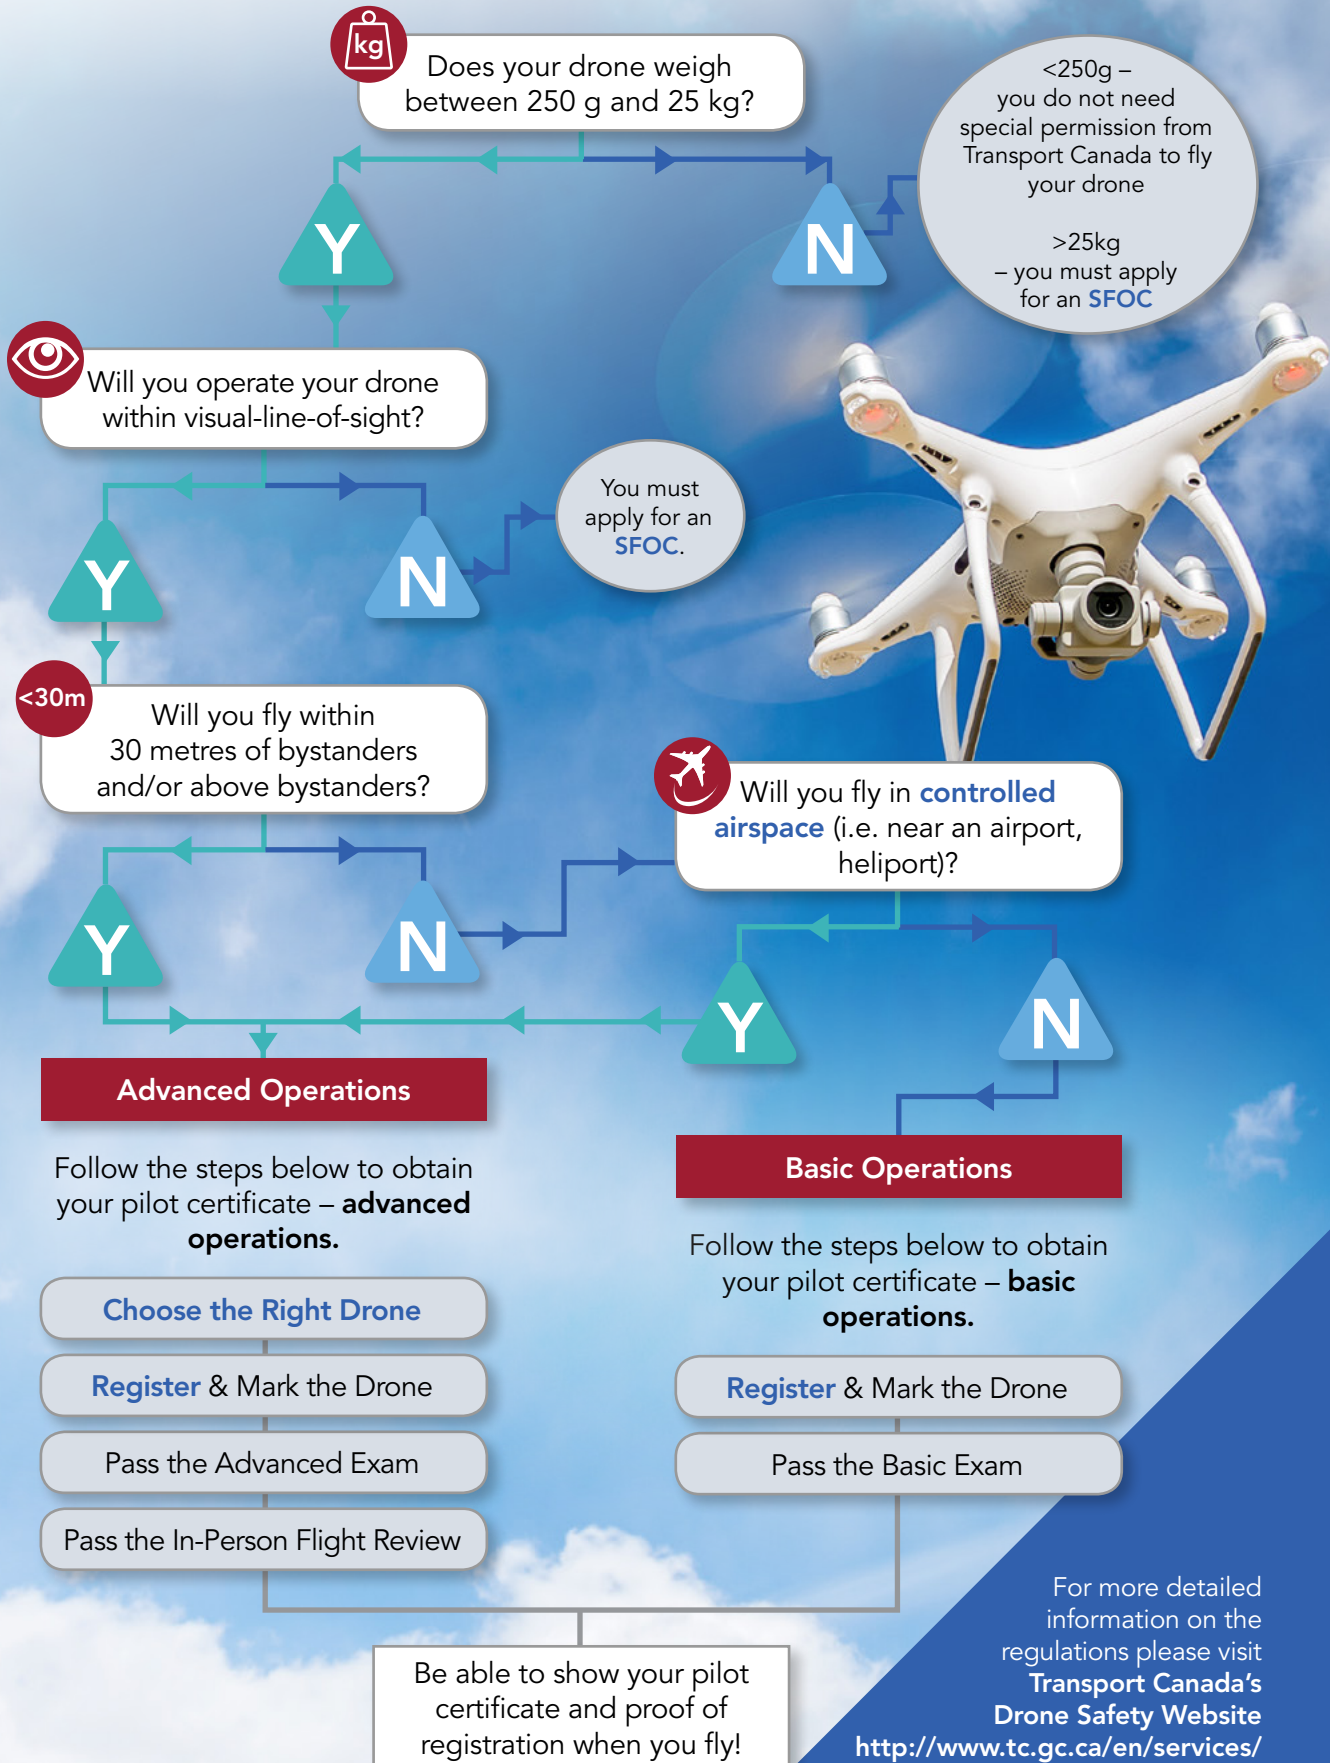 kg
Does your drone weigh
between 250 g and 25 kg?
<250g –
you do not need
special permission from
Transport Canada to fly
your drone
>25kg
– you must apply
for an SFOC
Y
N
Will you operate your drone
within visual-line-of-sight?
You must
apply for an
SFOC.
Y
N
<30m
Will you fly within
30 metres of bystanders
and/or above bystanders?
Will you fly in controlled
airspace (i.e. near an airport,
heliport)?
Y
N
Y
N
Advanced Operations
Follow the steps below to obtain
your pilot certificate – advanced
operations.
Choose the Right Drone
Register & Mark the Drone
Pass the Advanced Exam
Pass the In-Person Flight Review
Basic Operations
Follow the steps below to obtain
your pilot certificate – basic
operations.
Register & Mark the Drone
Pass the Basic Exam
Be able to show your pilot
certificate and proof of
registration when you fly!
For more detailed
information on the
regulations please visit
Transport Canada's
Drone Safety Website
http://www.tc.gc.ca/en/services/